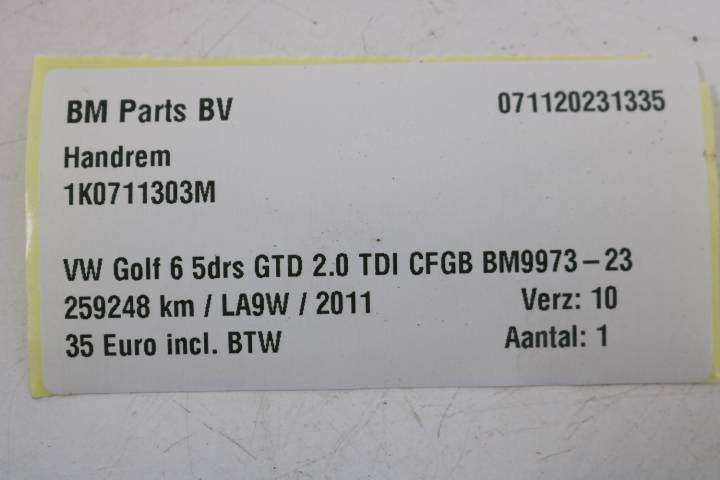 BM Parts BV 071120231335
Handrem
1K0711303M
VW Golf 6 5drs GTD 2.0 TDI CFGB BM9973-23
259248 km / LA9W / 2011 Verz: 10
35 Euro incl. BTW Aantal: 1